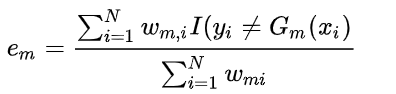 e_m = \frac{\sum_{i=1}^{N} w_{m,i} I(y_i \neq G_m(x_i)}{\sum_{i=1}^{N} w_{mi}}